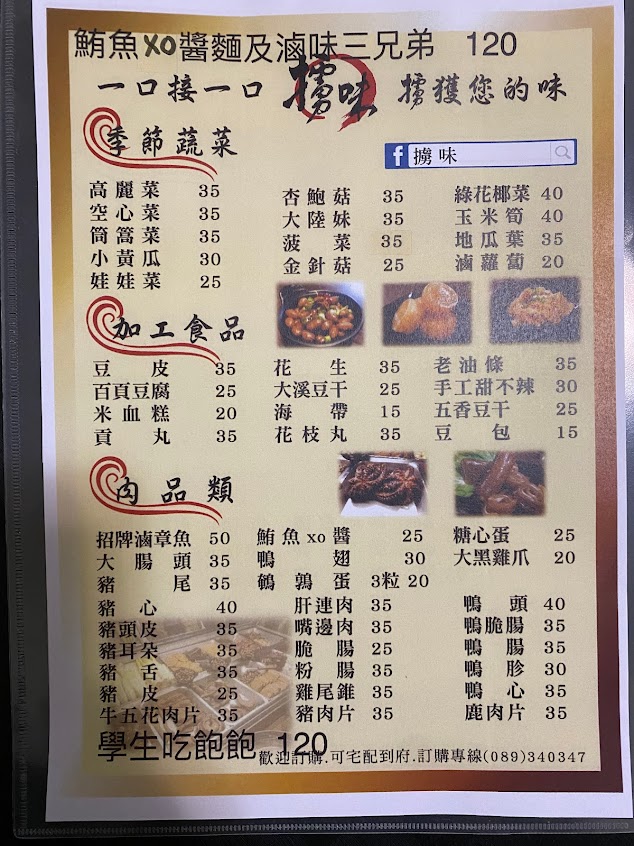 鮪魚XO醬麵及滷味三兄弟 120
一口接一口 擄味 擄獲您的味
季節蔬菜
f 擄味
高麗菜 35 杏鮑菇 35 綠花椰菜 40
空心菜 35 大陸妹 35 玉米筍 40
筒篙菜 35 菠菜 35 地瓜葉 35
小黃瓜 30 金針菇 25 滷蘿蔔 20
娃娃菜 25
加工食品
豆皮 35 花生 35 老油條 35
百頁豆腐 25 大溪豆干 25 手工甜不辣 30
米血糕 20 海帶 15 五香豆干 25
貢丸 35 花枝丸 35 豆包 15
肉品類
招牌滷章魚 50 鮪魚xo醬 25 糖心蛋 25
大腸頭 35 鴨翅 30 大黑雞爪 20
豬尾 35 鵪鶉蛋 3粒 20
豬心 40 肝連肉 35 鴨頭 40
豬頭皮 35 嘴邊肉 35 鴨脆腸 35
豬耳朵 35 脆腸 25 鴨腸 35
豬舌 35 粉腸 35 鴨胗 30
豬皮 25 雞尾錐 35 鴨心 35
牛五花肉片 35 豬肉片 35 鹿肉片 35
學生吃飽飽 120
歡迎訂購.可宅配到府.訂購專線(089)340347